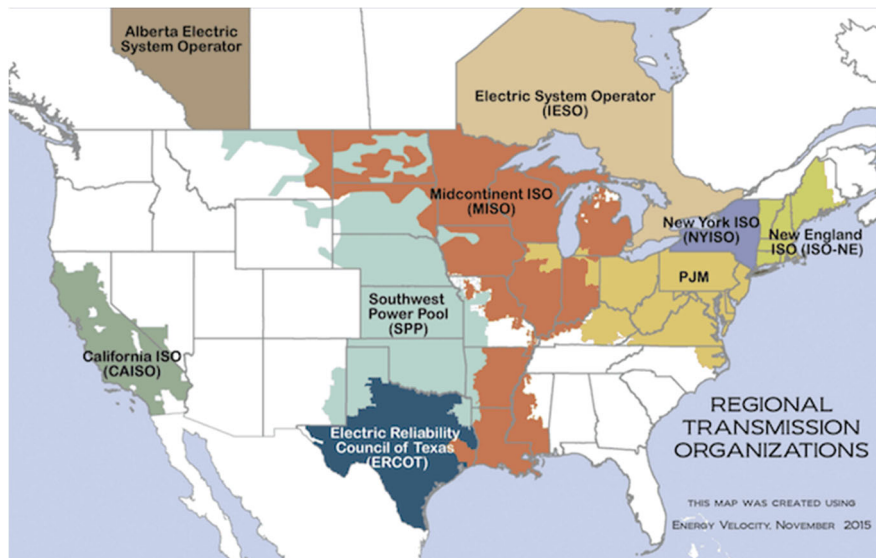 Alberta Electric
System Operator
Electric System Operator
(IESO)
Midcontinent ISO
(MISO)
New York ISO
(NYISO)
New England
ISO (ISO-NE)
PJM
Southwest
Power Pool
(SPP)
California ISO
(CAISO)
Electric Reliability
Council of Texas
(ERCOT)
REGIONAL
TRANSMISSION
ORGANIZATIONS
THIS MAP WAS CREATED USING
ENERGY VELOCITY, NOVEMBER 2015